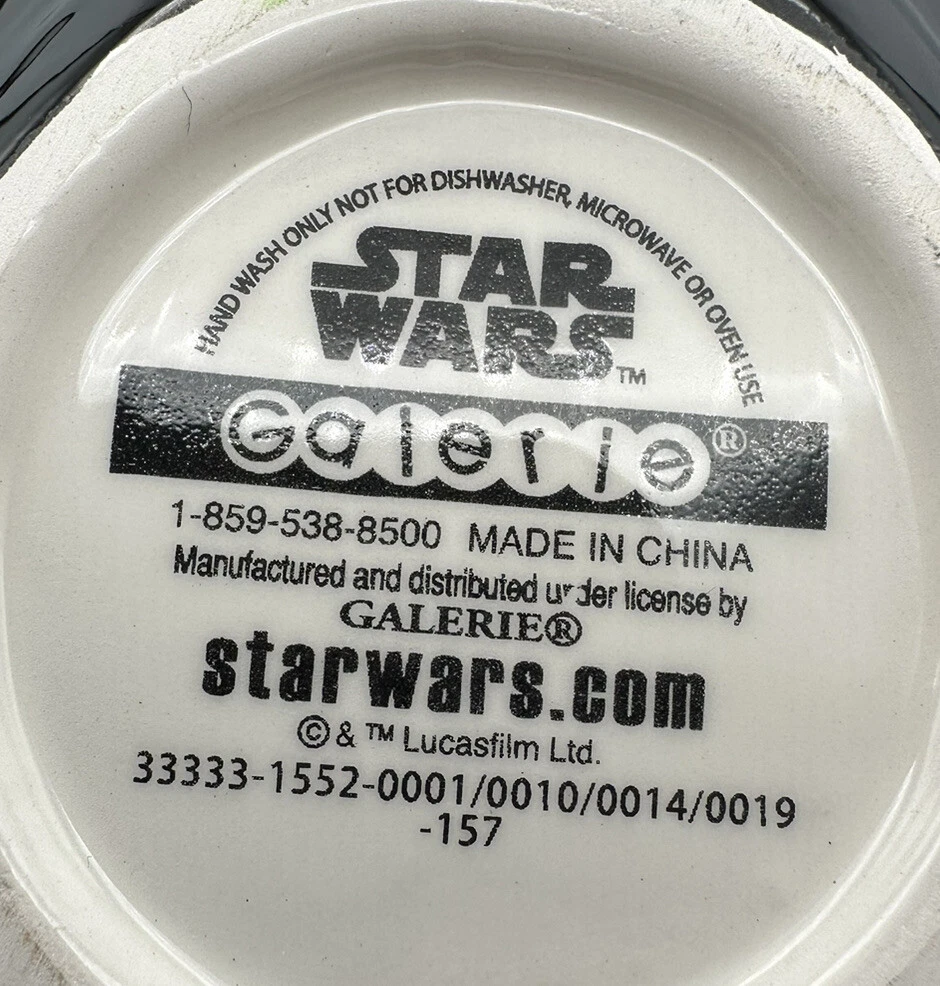 HAND WASH ONLY NOT FOR DISHWASHER, MICROWAVE OR OVEN USE
STAR
WARS™
Galerie®
1-859-538-8500 MADE IN CHINA
Manufactured and distributed under license by
GALERIE®
starwars.com
© & ™ Lucasfilm Ltd.
33333-1552-0001/0010/0014/0019
-157